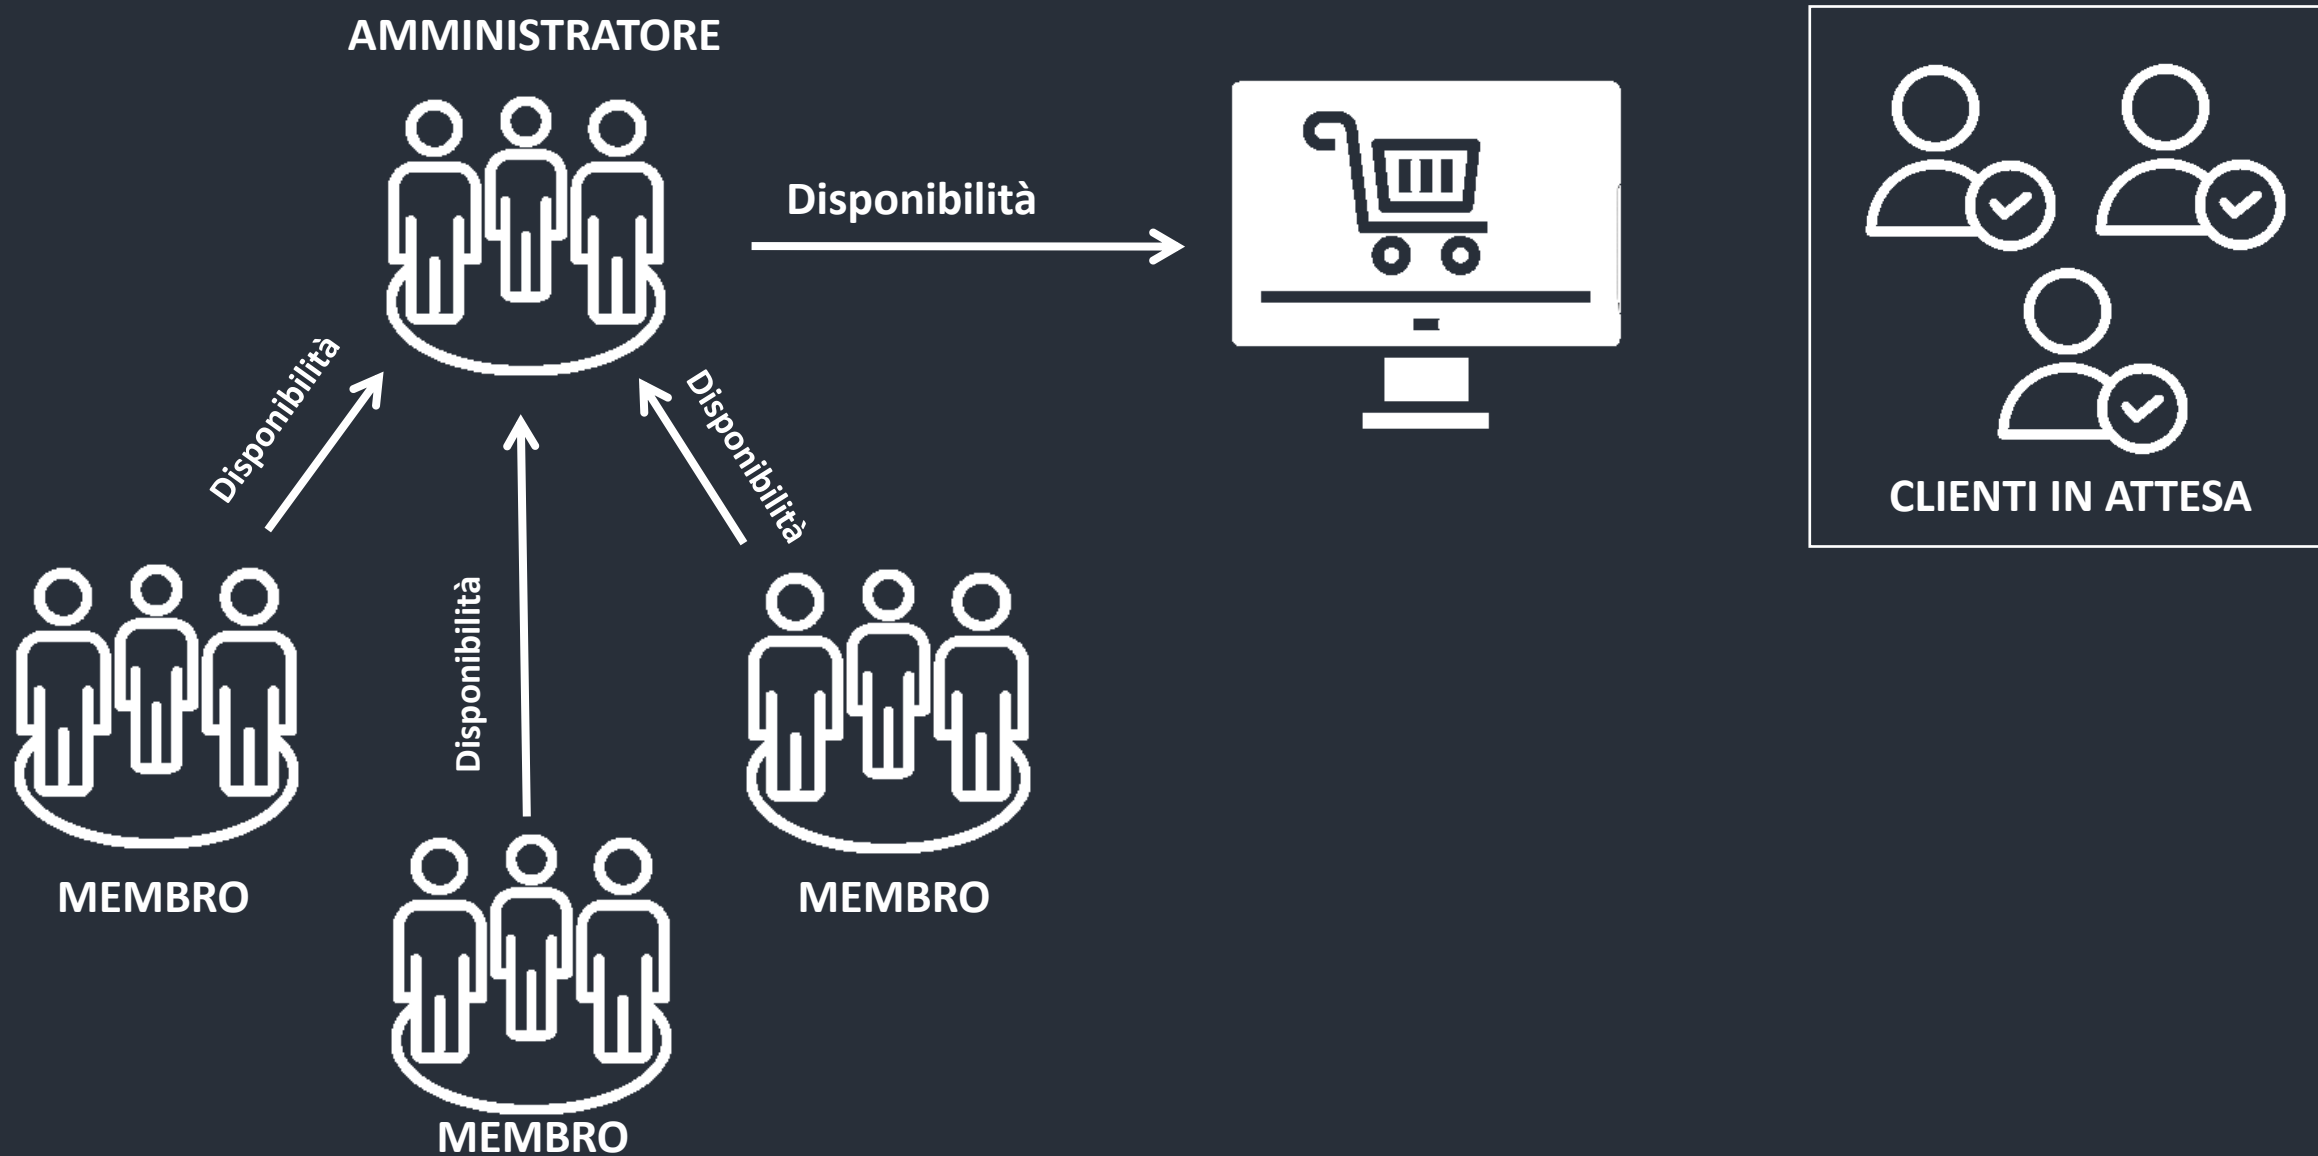 AMMINISTRATORE
Disponibilità
CLIENTI IN ATTESA
Disponibilità
Disponibilità
Disponibilità
MEMBRO
MEMBRO
MEMBRO